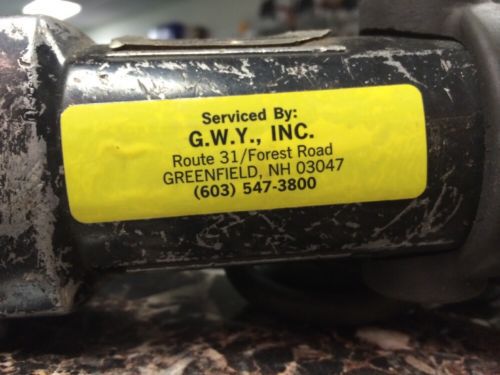 Serviced By:
G.W.Y., INC.
Route 31/Forest Road
GREENFIELD, NH 03047
(603) 547-3800